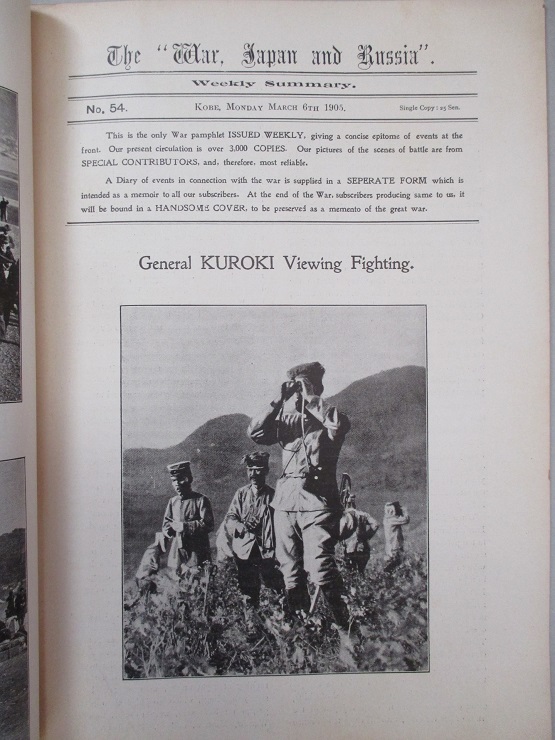 The "War, Japan and Russia".
Weekly Summary.
No. 54. Kobe, Monday March 6th 1905. Single Copy: 25 Sen.
This is the only War pamphlet ISSUED WEEKLY, giving a concise epitome of events at the
front. Our present circulation is over 3,000 COPIES. Our pictures of the scenes of battle are from
SPECIAL CONTRIBUTORS, and, therefore, most reliable.
A Diary of events in connection with the war is supplied in a SEPERATE FORM which is
intended as a memoir to all our subscribers. At the end of the War, subscribers producing same to us, it
will be bound in a HANDSOME COVER, to be preserved as a memento of the great war.
General KUROKI Viewing Fighting.